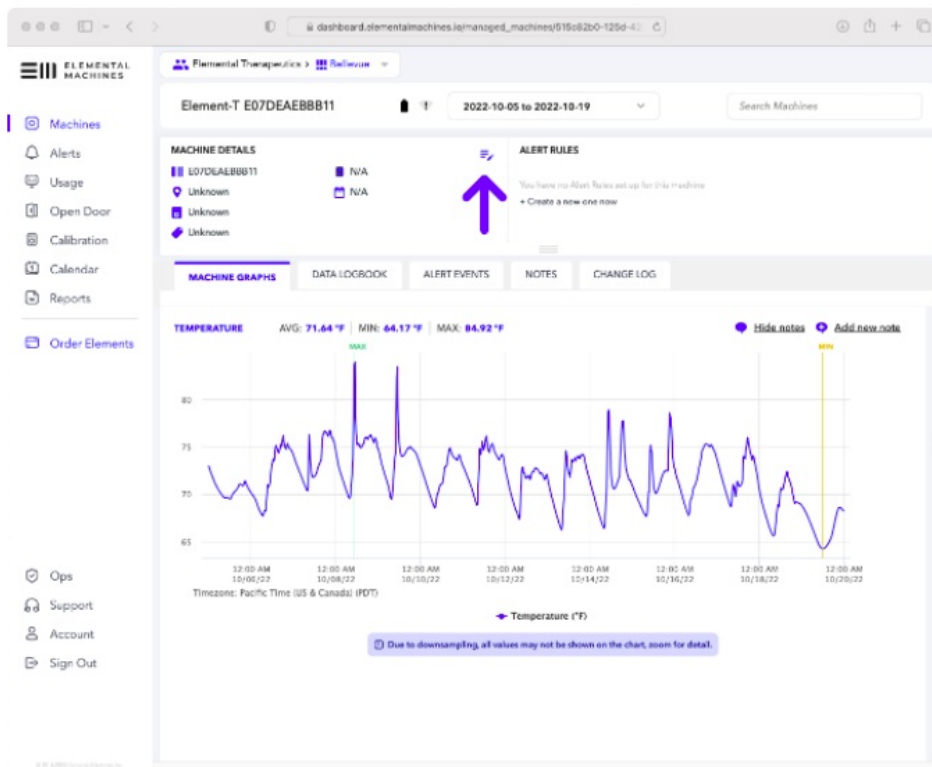 dashboard.elementalmachines.io/managed_machines/
ELEMENTAL
MACHINES
Elemental Therapeutics > Bellevue
Element-T E07DEAEBBB11
2022-10-05 to 2022-10-19
Search Machines
Machines
Alerts
Usage
Open Door
Calibration
Calendar
Reports
Order Elements
Ops
Support
Account
Sign Out
MACHINE DETAILS
E07DEAEBBB11
N/A
Unknown
N/A
Unknown
Unknown
ALERT RULES
You have no Alert Rules set up for this machine
+ Create a new one now
MACHINE GRAPHS
DATA LOGBOOK
ALERT EVENTS
NOTES
CHANGE LOG
TEMPERATURE AVG: 71.64 °F | MIN: 64.17 °F | MAX: 84.92 °F
Hide notes
Add new note
MAX
MIN
80
75
70
65
12:00 AM 12:00 AM 12:00 AM 12:00 AM 12:00 AM 12:00 AM 12:00 AM 12:00 AM
10/06/22 10/08/22 10/10/22 10/12/22 10/14/22 10/16/22 10/18/22 10/20/22
Timezone: Pacific Time (US & Canada) (PDT)
Temperature (°F)
Due to downsampling, all values may not be shown on the chart, zoom for detail.